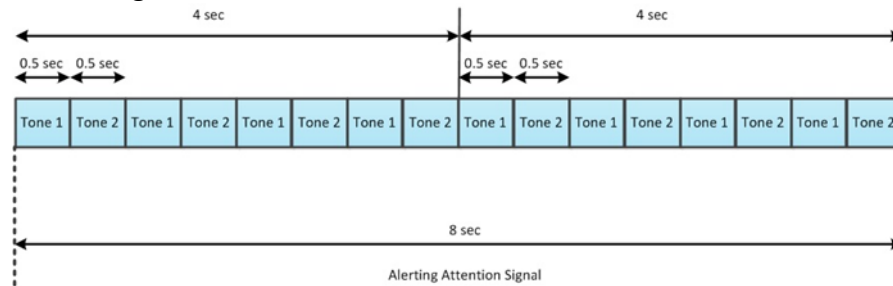 4 sec 4 sec
0.5 sec 0.5 sec 0.5 sec 0.5 sec
Tone 1 Tone 2 Tone 1 Tone 2 Tone 1 Tone 2 Tone 1 Tone 2 Tone 1 Tone 2 Tone 1 Tone 2 Tone 1 Tone 2 Tone 1 Tone 2
8 sec
Alerting Attention Signal